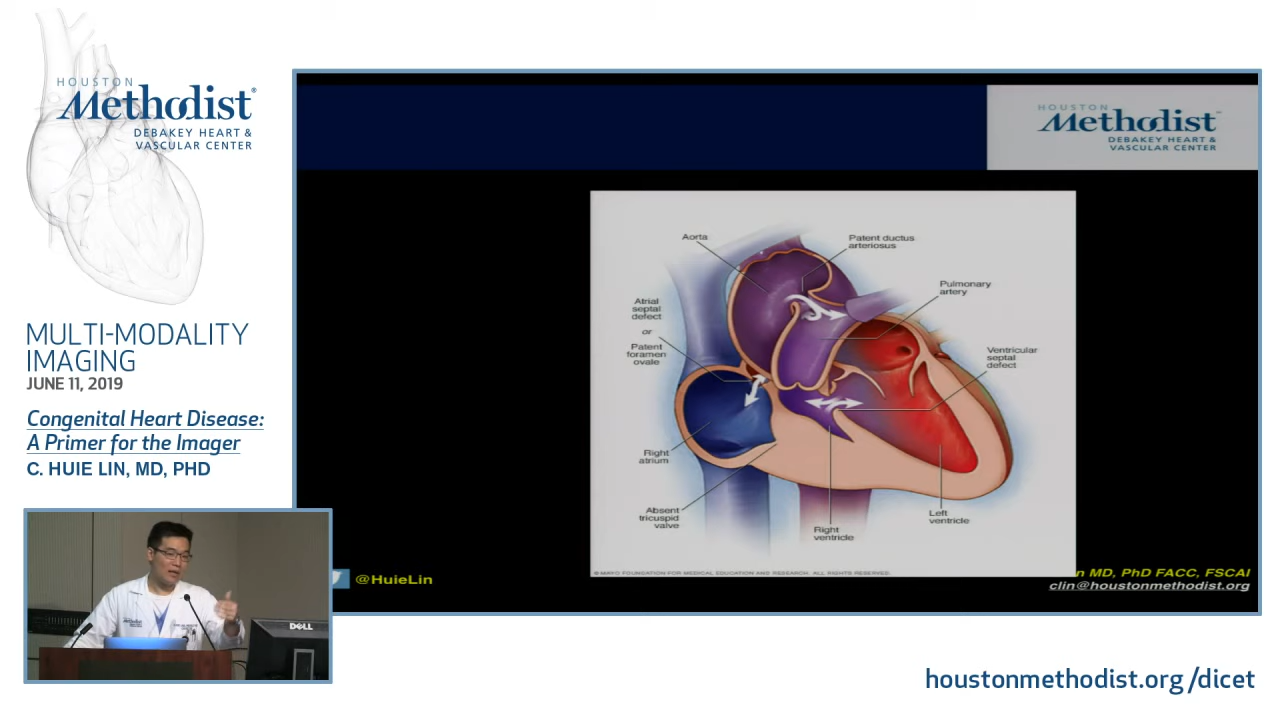 HOUSTON
Methodist®
DEBAKEY HEART &
VASCULAR CENTER
MULTI-MODALITY
IMAGING
JUNE 11, 2019
Congenital Heart Disease:
A Primer for the Imager
C. HUIE LIN, MD, PHD
HOUSTON
Methodist
DEBAKEY HEART &
VASCULAR CENTER
Aorta
Patent ductus
arteriosus
Pulmonary
artery
Atrial
septal
defect
or
Patent
foramen
ovale
Ventricular
septal
defect
Right
atrium
Absent
tricuspid
valve
Right
ventricle
Left
ventricle
© MAYO FOUNDATION FOR MEDICAL EDUCATION AND RESEARCH. ALL RIGHTS RESERVED.
@HuieLin
n MD, PhD FACC, FSCAI
clin@houstonmethodist.org
DELL
houstonmethodist.org/dicet